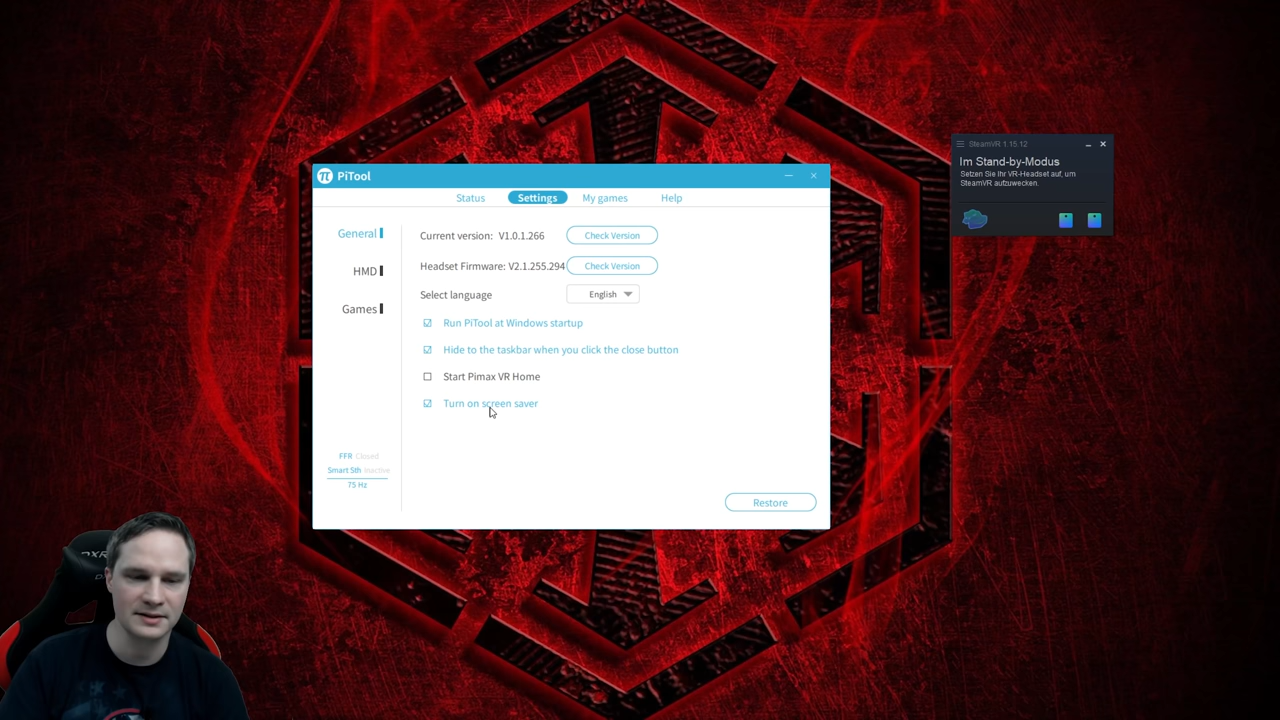 PiTool
Status
Settings
My games
Help
General
HMD
Games
Current version: V1.0.1.266
Check Version
Headset Firmware: V2.1.255.294
Check Version
Select language
English
Run PiTool at Windows startup
Hide to the taskbar when you click the close button
Start Pimax VR Home
Turn on screen saver
FFR Closed
Smart Sth Inactive
75 Hz
Restore
SteamVR 1.15.12
Im Stand-by-Modus
Setzen Sie Ihr VR-Headset auf, um
SteamVR aufzuwecken.